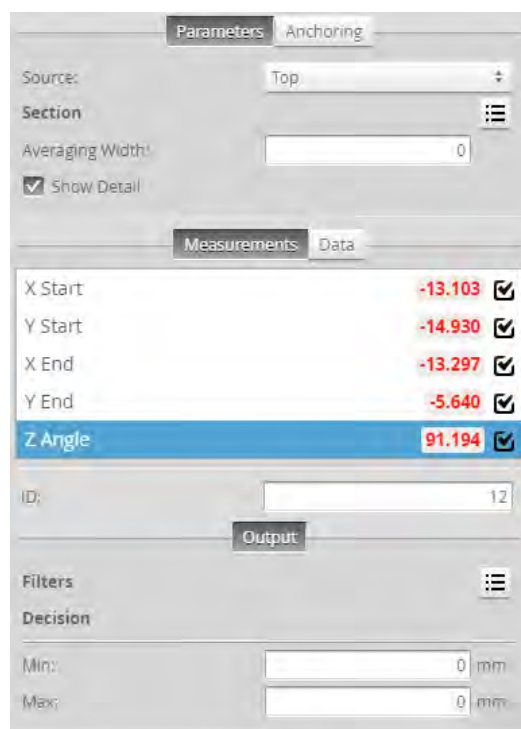 Parameters Anchoring
Source: Top
Section
Averaging Width: 0
Show Detail
Measurements Data
X Start -13.103
Y Start -14.930
X End -13.297
Y End -5.640
Z Angle 91.194
ID: 12
Output
Filters
Decision
Min: 0 mm
Max: 0 mm